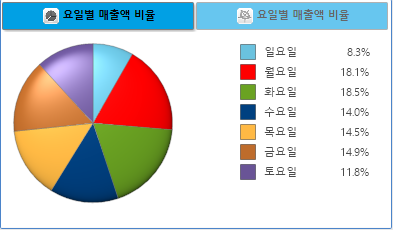 요일별 매출액 비율
요일별 매출액 비율
일요일 8.3%
월요일 18.1%
화요일 18.5%
수요일 14.0%
목요일 14.5%
금요일 14.9%
토요일 11.8%